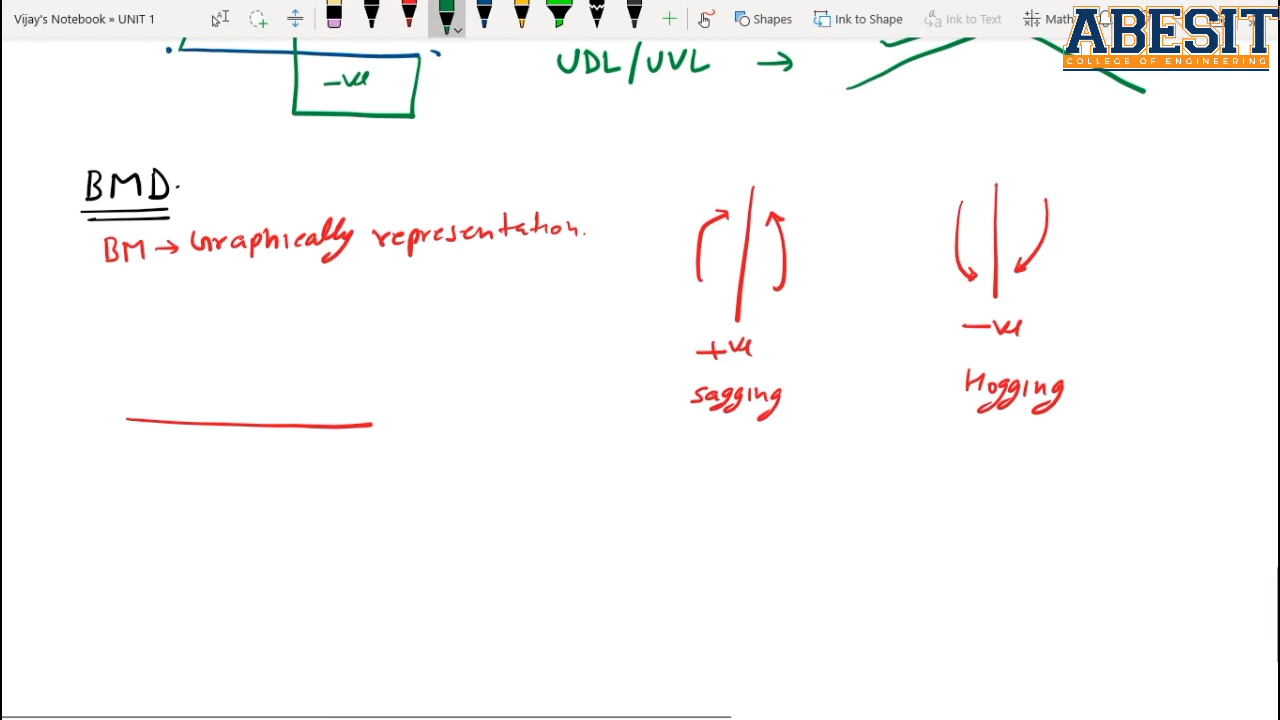 Vijay's Notebook » UNIT 1
Shapes
Ink to Shape
Ink to Text
Math
ABESIT
COLLEGE OF ENGINEERING
-ve
UDL/UVL →
BMD.
BM → Graphically representation.
+ve
Sagging
-ve
Hogging